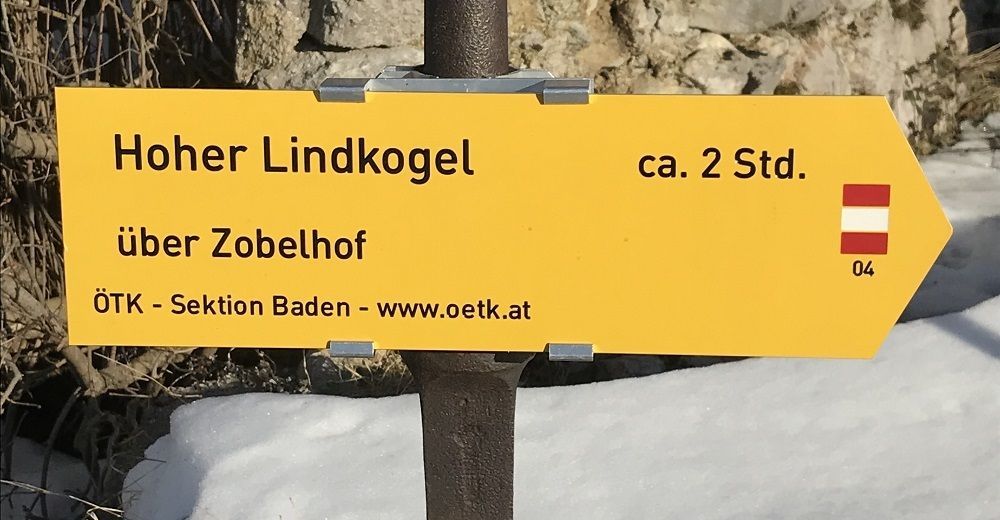 Hoher Lindkogel ca. 2 Std.
über Zobelhof
04
ÖTK - Sektion Baden - www.oetk.at